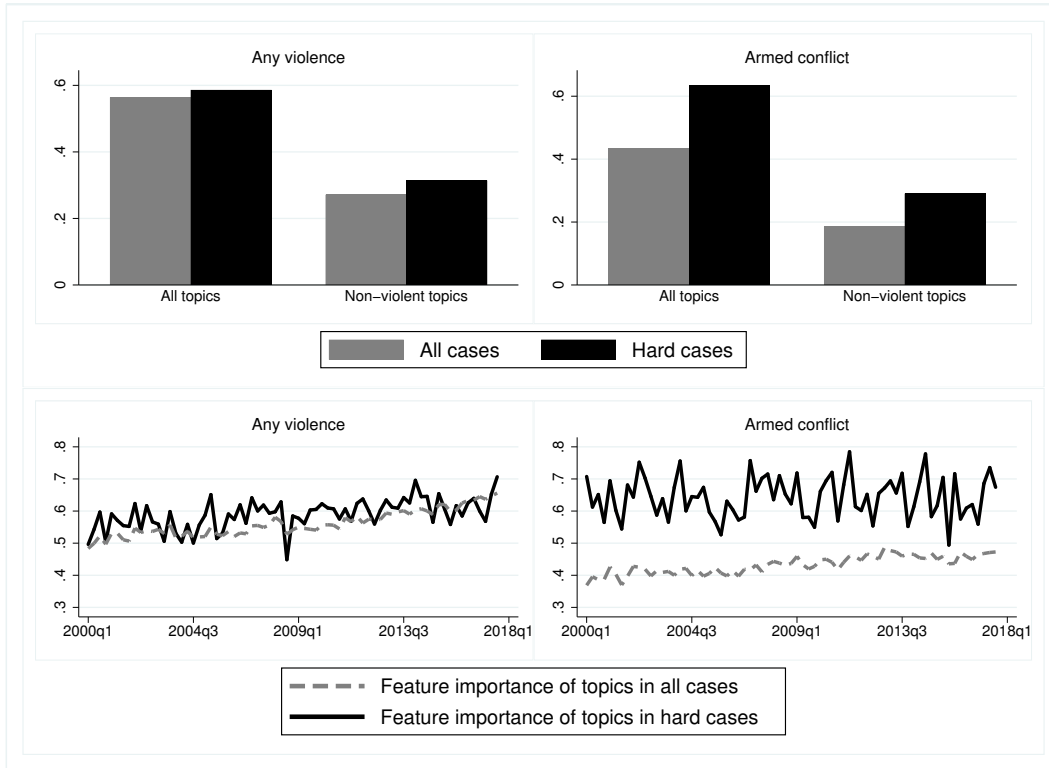 Any violence
.6
.4
.2
0
All topics
Non−violent topics
Armed conflict
.6
.4
.2
0
All topics
Non−violent topics
All cases
Hard cases
Any violence
.8
.7
.6
.5
.4
.3
2000q1
2004q3
2009q1
2013q3
2018q1
Armed conflict
.8
.7
.6
.5
.4
.3
2000q1
2004q3
2009q1
2013q3
2018q1
Feature importance of topics in all cases
Feature importance of topics in hard cases